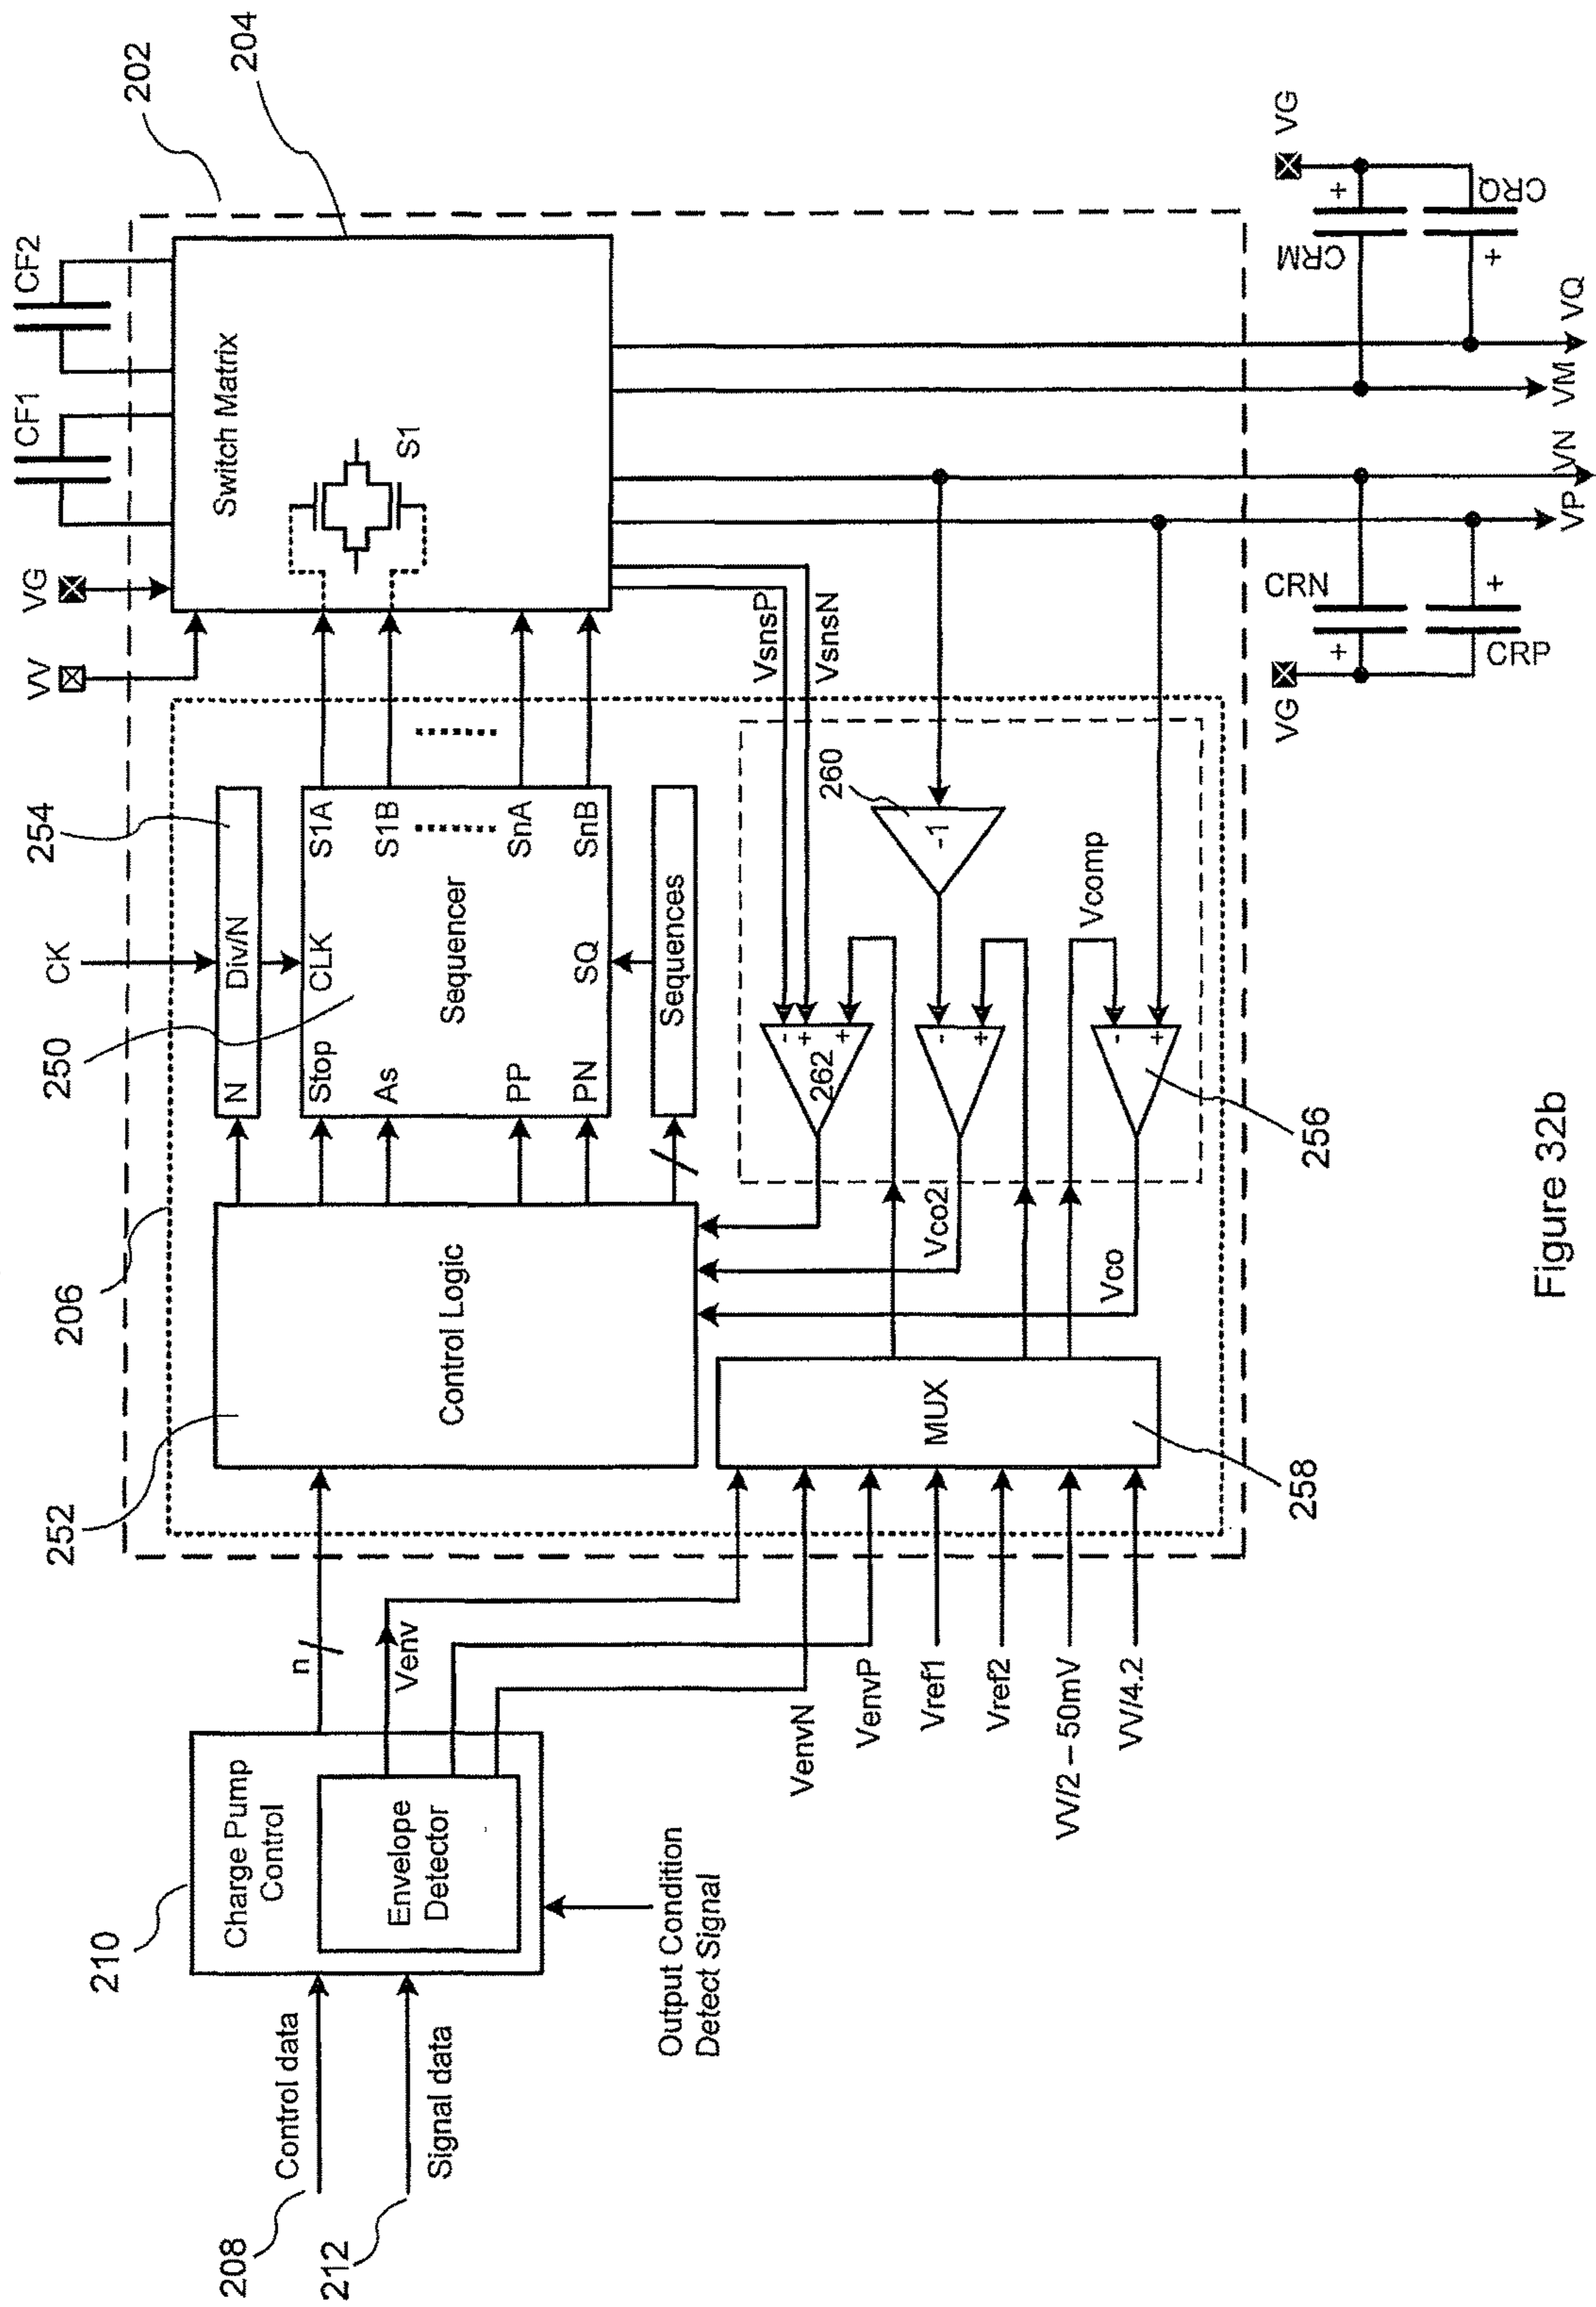 202
204
CF2
CF1
VG
VV
Switch Matrix
S1
254
CK
250
206
252
N
Div/N
Stop
CLK
S1A
As
S1B
PP
SnA
PN
SQ
SnB
Sequencer
Sequences
Control Logic
VsnsP
VsnsN
260
-1
262
-
+
+
-
+
-
+
Vcomp
256
Vco2
Vco
MUX
258
n
Venv
VenvN
VenvP
Vref1
Vref2
VV/2 – 50mV
VV/4.2
210
Charge Pump
Control
Envelope
Detector
Control data
208
Signal data
212
Output Condition
Detect Signal
VG
+
CRM
CRQ
+
VG
+
CRN
CRP
+
VQ
VM
VN
VP
Figure 32b